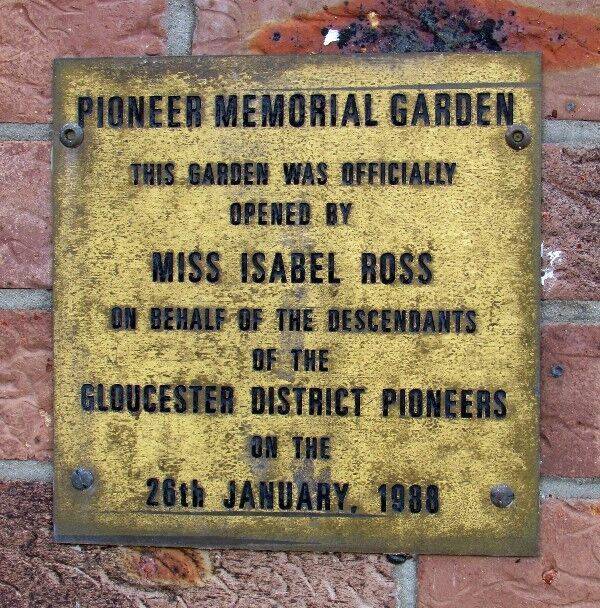 PIONEER MEMORIAL GARDEN
THIS GARDEN WAS OFFICIALLY
OPENED BY
MISS ISABEL ROSS
ON BEHALF OF THE DESCENDANTS
OF THE
GLOUCESTER DISTRICT PIONEERS
ON THE
26th JANUARY, 1988